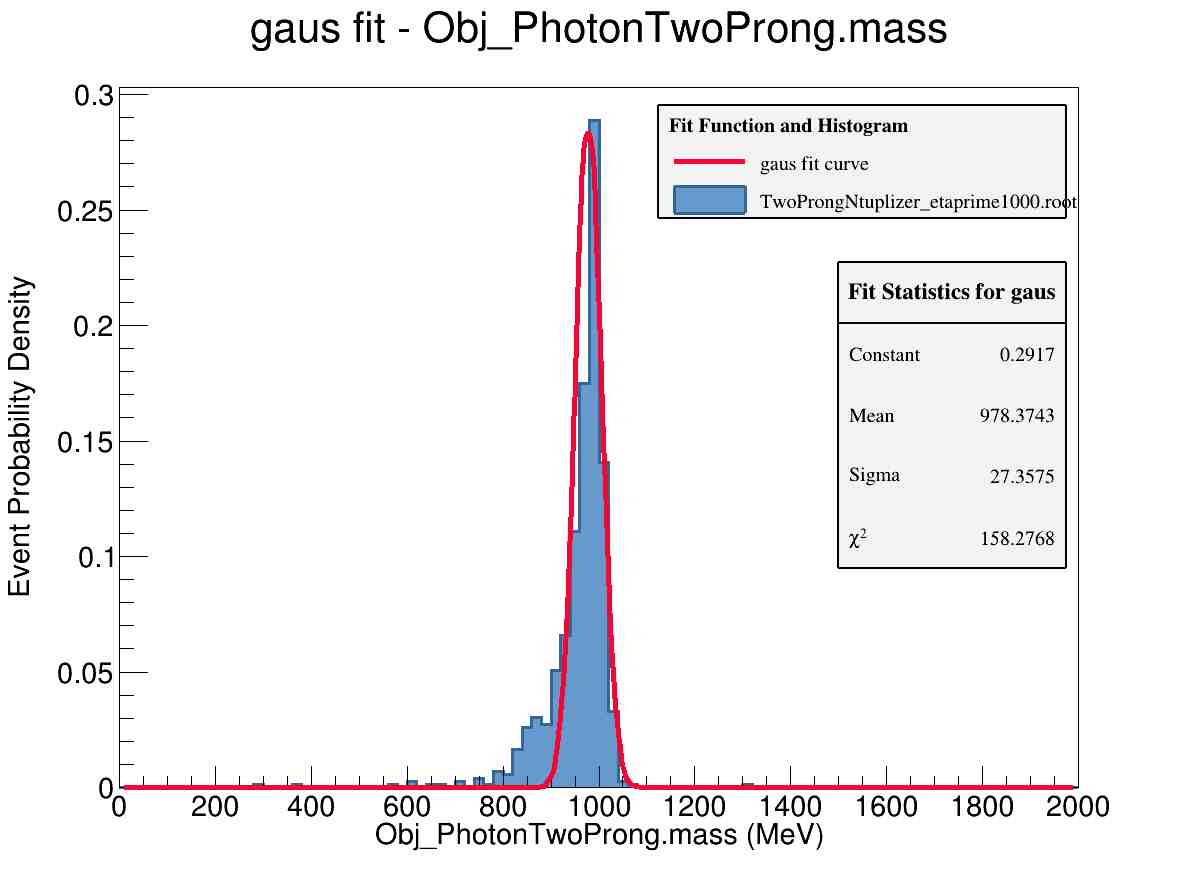 gaus fit - Obj_PhotonTwoProng.mass
Event Probability Density
0.3
0.25
0.2
0.15
0.1
0.05
0
Fit Function and Histogram
gaus fit curve
TwoProngNtuplizer_etaprime1000.root
Fit Statistics for gaus
Constant 0.2917
Mean 978.3743
Sigma 27.3575
χ² 158.2768
0 200 400 600 800 1000 1200 1400 1600 1800 2000
Obj_PhotonTwoProng.mass (MeV)